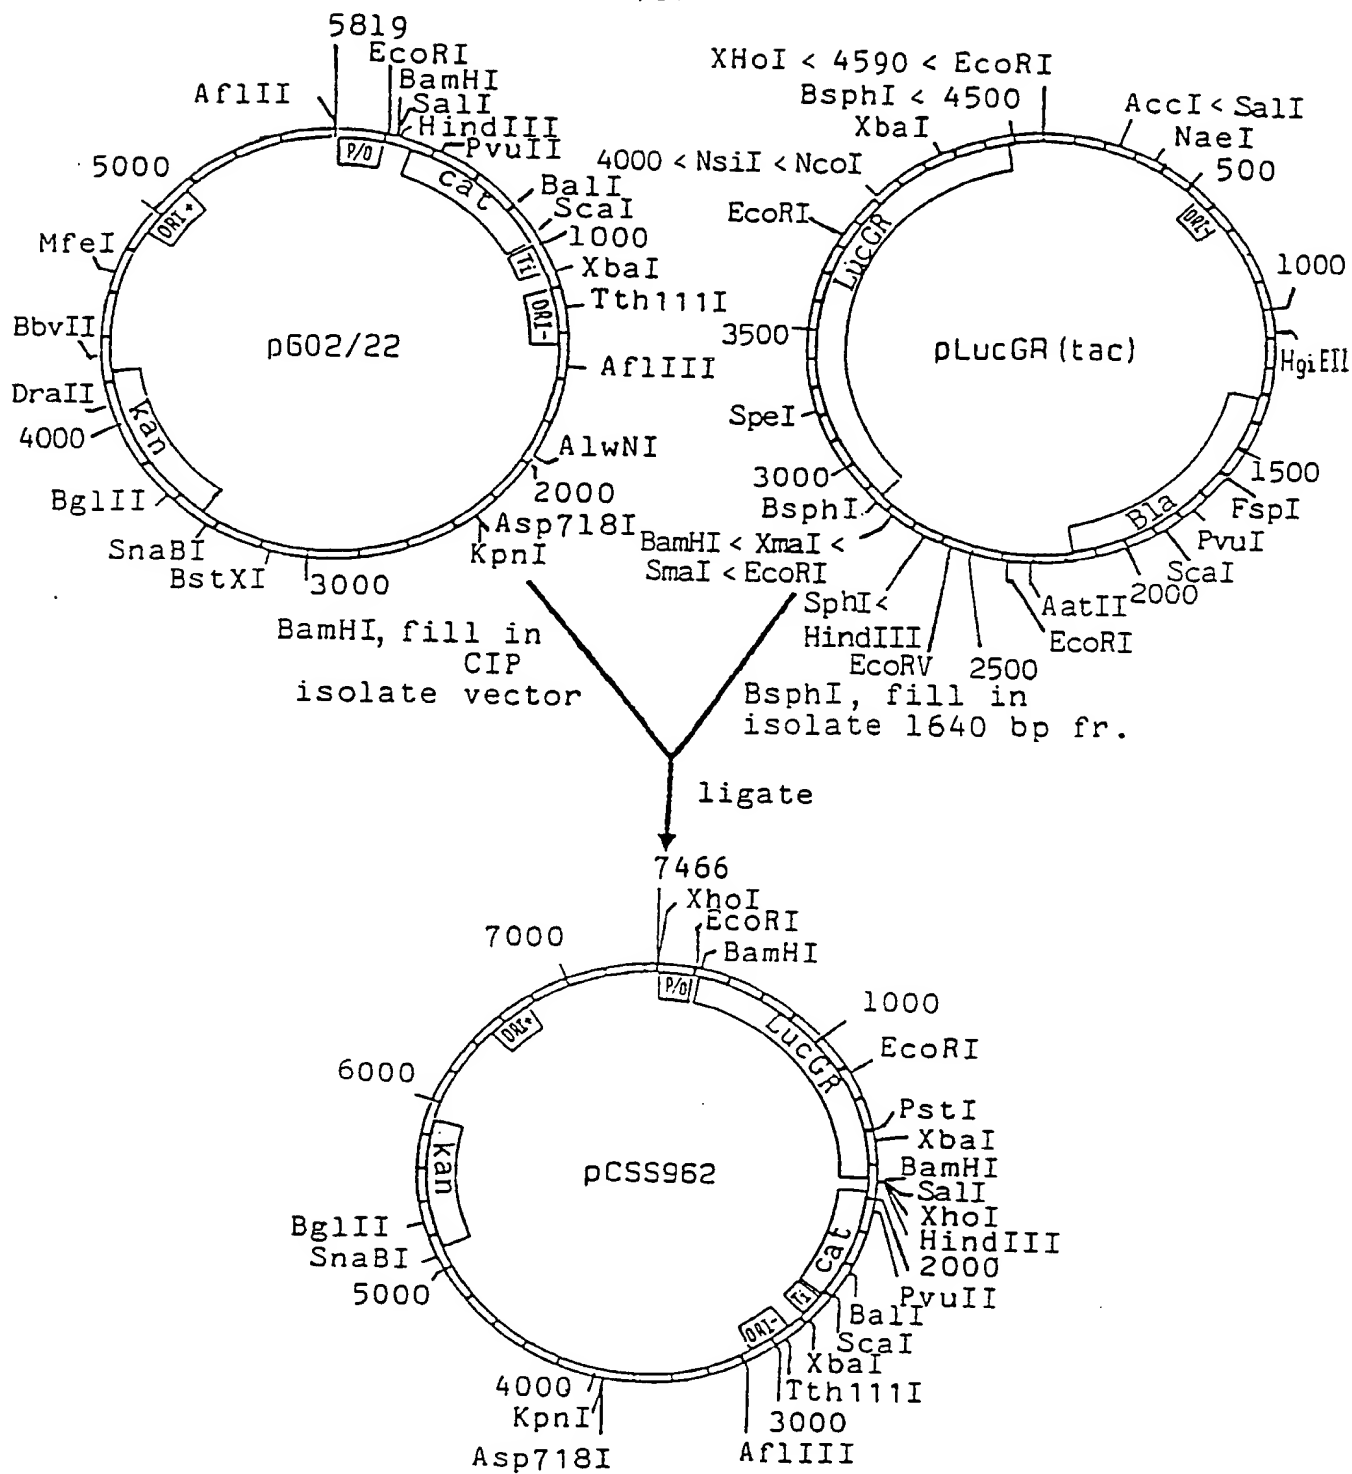 5819
EcoRI
BamHI
SalI
HindIII
PvuII
AflII
P/O
cat
BalI
ScaI
1000
XbaI
Ti
Tth111I
ORI-
AflIII
AlwNI
2000
Asp718I
KpnI
3000
BstXI
SnaBI
BglII
4000
DraII
kan
BbvII
MfeI
5000
ORI+
p602/22
XHoI < 4590 < EcoRI
BsphI < 4500
XbaI
AccI < SalI
NaeI
500
4000 < NsiI < NcoI
EcoRI
LucGR
1000
3500
pLucGR(tac)
HgiEII
SpeI
3000
1500
BsphI
FspI
Bla
PvuI
BamHI < XmaI <
SmaI < EcoRI
ScaI
2000
SphI <
HindIII
AatII
EcoRI
EcoRV
2500
BamHI, fill in
CIP
isolate vector
BsphI, fill in
isolate 1640 bp fr.
ligate
7466
XhoI
EcoRI
BamHI
7000
P/O
1000
ORI+
LucGR
EcoRI
6000
PstI
XbaI
kan
pCSS962
BamHI
SalI
XhoI
HindIII
2000
PvuII
BglII
SnaBI
5000
cat
Ti
BalI
ScaI
ORI-
XbaI
Tth111I
4000
3000
KpnI
AflIII
Asp718I